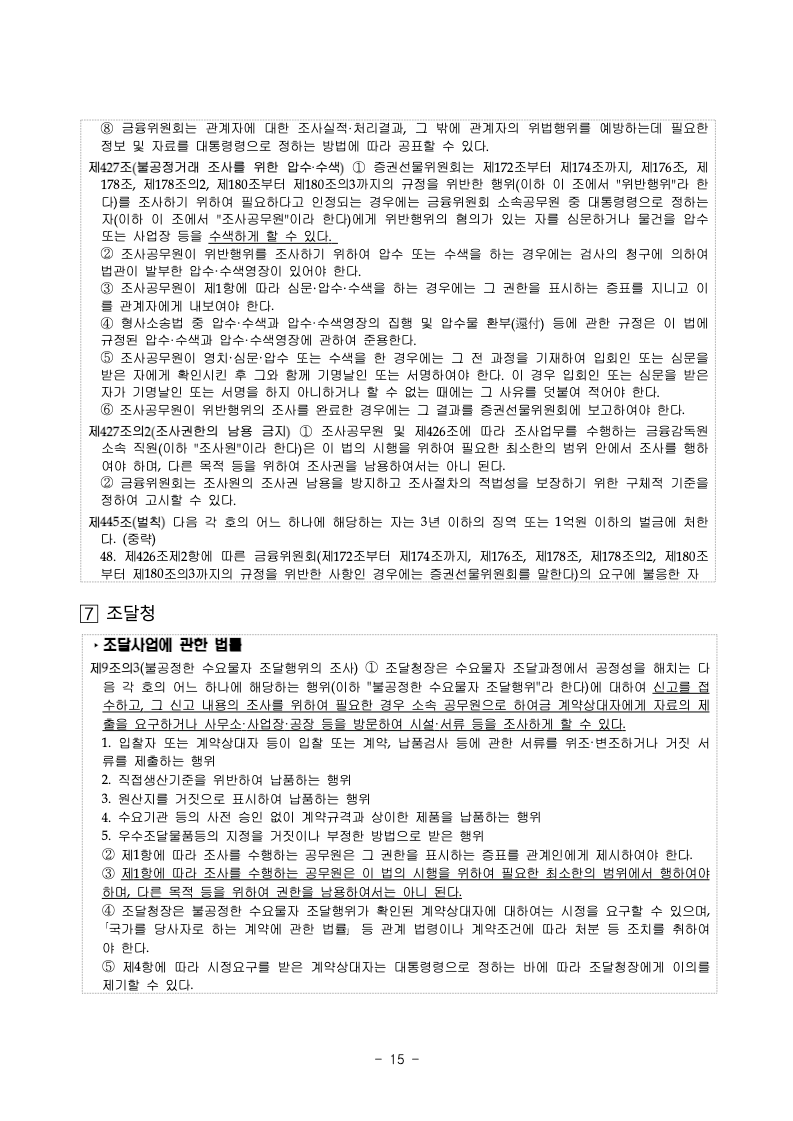 ⑧ 금융위원회는 관계자에 대한 조사실적·처리결과, 그 밖에 관계자의 위법행위를 예방하는데 필요한
정보 및 자료를 대통령령으로 정하는 방법에 따라 공표할 수 있다.
제427조(불공정거래 조사를 위한 압수·수색) ① 증권선물위원회는 제172조부터 제174조까지, 제176조, 제
178조, 제178조의2, 제180조부터 제180조의3까지의 규정을 위반한 행위(이하 이 조에서 "위반행위"라 한
다)를 조사하기 위하여 필요하다고 인정되는 경우에는 금융위원회 소속공무원 중 대통령령으로 정하는
자(이하 이 조에서 "조사공무원"이라 한다)에게 위반행위의 혐의가 있는 자를 심문하거나 물건을 압수
또는 사업장 등을 수색하게 할 수 있다.
② 조사공무원이 위반행위를 조사하기 위하여 압수 또는 수색을 하는 경우에는 검사의 청구에 의하여
법관이 발부한 압수·수색영장이 있어야 한다.
③ 조사공무원이 제1항에 따라 심문·압수·수색을 하는 경우에는 그 권한을 표시하는 증표를 지니고 이
를 관계자에게 내보여야 한다.
④ 형사소송법 중 압수·수색과 압수·수색영장의 집행 및 압수물 환부(還付) 등에 관한 규정은 이 법에
규정된 압수·수색과 압수·수색영장에 관하여 준용한다.
⑤ 조사공무원이 영치·심문·압수 또는 수색을 한 경우에는 그 전 과정을 기재하여 입회인 또는 심문을
받은 자에게 확인시킨 후 그와 함께 기명날인 또는 서명하여야 한다. 이 경우 입회인 또는 심문을 받은
자가 기명날인 또는 서명을 하지 아니하거나 할 수 없는 때에는 그 사유를 덧붙여 적어야 한다.
⑥ 조사공무원이 위반행위의 조사를 완료한 경우에는 그 결과를 증권선물위원회에 보고하여야 한다.
제427조의2(조사권한의 남용 금지) ① 조사공무원 및 제426조에 따라 조사업무를 수행하는 금융감독원
소속 직원(이하 "조사원"이라 한다)은 이 법의 시행을 위하여 필요한 최소한의 범위 안에서 조사를 행하
여야 하며, 다른 목적 등을 위하여 조사권을 남용하여서는 아니 된다.
② 금융위원회는 조사원의 조사권 남용을 방지하고 조사절차의 적법성을 보장하기 위한 구체적 기준을
정하여 고시할 수 있다.
제445조(벌칙) 다음 각 호의 어느 하나에 해당하는 자는 3년 이하의 징역 또는 1억원 이하의 벌금에 처한
다. (중략)
48. 제426조제2항에 따른 금융위원회(제172조부터 제174조까지, 제176조, 제178조, 제178조의2, 제180조
부터 제180조의3까지의 규정을 위반한 사항인 경우에는 증권선물위원회를 말한다)의 요구에 불응한 자
7 조달청
▸조달사업에 관한 법률
제9조의3(불공정한 수요물자 조달행위의 조사) ① 조달청장은 수요물자 조달과정에서 공정성을 해치는 다
음 각 호의 어느 하나에 해당하는 행위(이하 "불공정한 수요물자 조달행위"라 한다)에 대하여 신고를 접
수하고, 그 신고 내용의 조사를 위하여 필요한 경우 소속 공무원으로 하여금 계약상대자에게 자료의 제
출을 요구하거나 사무소·사업장·공장 등을 방문하여 시설·서류 등을 조사하게 할 수 있다.
1. 입찰자 또는 계약상대자 등이 입찰 또는 계약, 납품검사 등에 관한 서류를 위조·변조하거나 거짓 서
류를 제출하는 행위
2. 직접생산기준을 위반하여 납품하는 행위
3. 원산지를 거짓으로 표시하여 납품하는 행위
4. 수요기관 등의 사전 승인 없이 계약규격과 상이한 제품을 납품하는 행위
5. 우수조달물품등의 지정을 거짓이나 부정한 방법으로 받은 행위
② 제1항에 따라 조사를 수행하는 공무원은 그 권한을 표시하는 증표를 관계인에게 제시하여야 한다.
③ 제1항에 따라 조사를 수행하는 공무원은 이 법의 시행을 위하여 필요한 최소한의 범위에서 행하여야
하며, 다른 목적 등을 위하여 권한을 남용하여서는 아니 된다.
④ 조달청장은 불공정한 수요물자 조달행위가 확인된 계약상대자에 대하여는 시정을 요구할 수 있으며,
「국가를 당사자로 하는 계약에 관한 법률」 등 관계 법령이나 계약조건에 따라 처분 등 조치를 취하여
야 한다.
⑤ 제4항에 따라 시정요구를 받은 계약상대자는 대통령령으로 정하는 바에 따라 조달청장에게 이의를
제기할 수 있다.
- 15 -